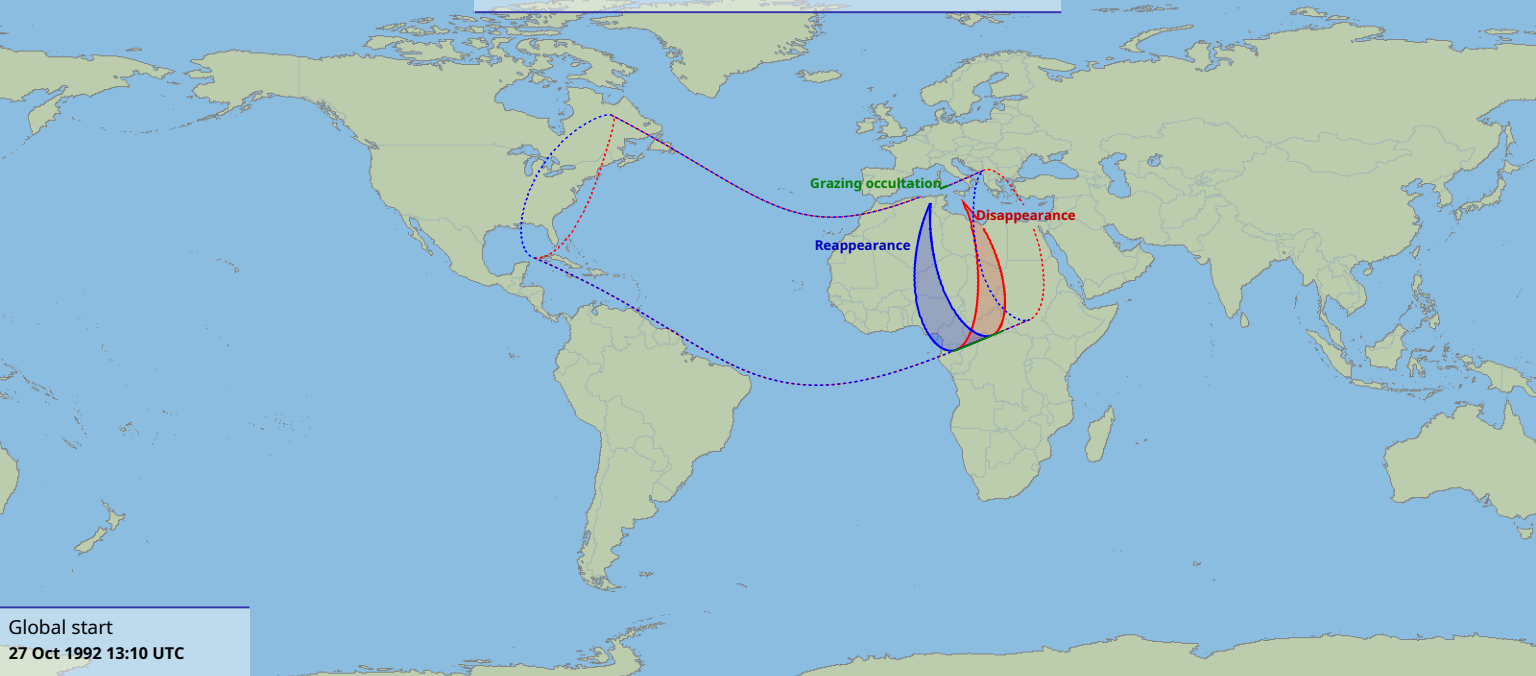 Grazing occultation
Disappearance
Reappearance
Global start
27 Oct 1992 13:10 UTC